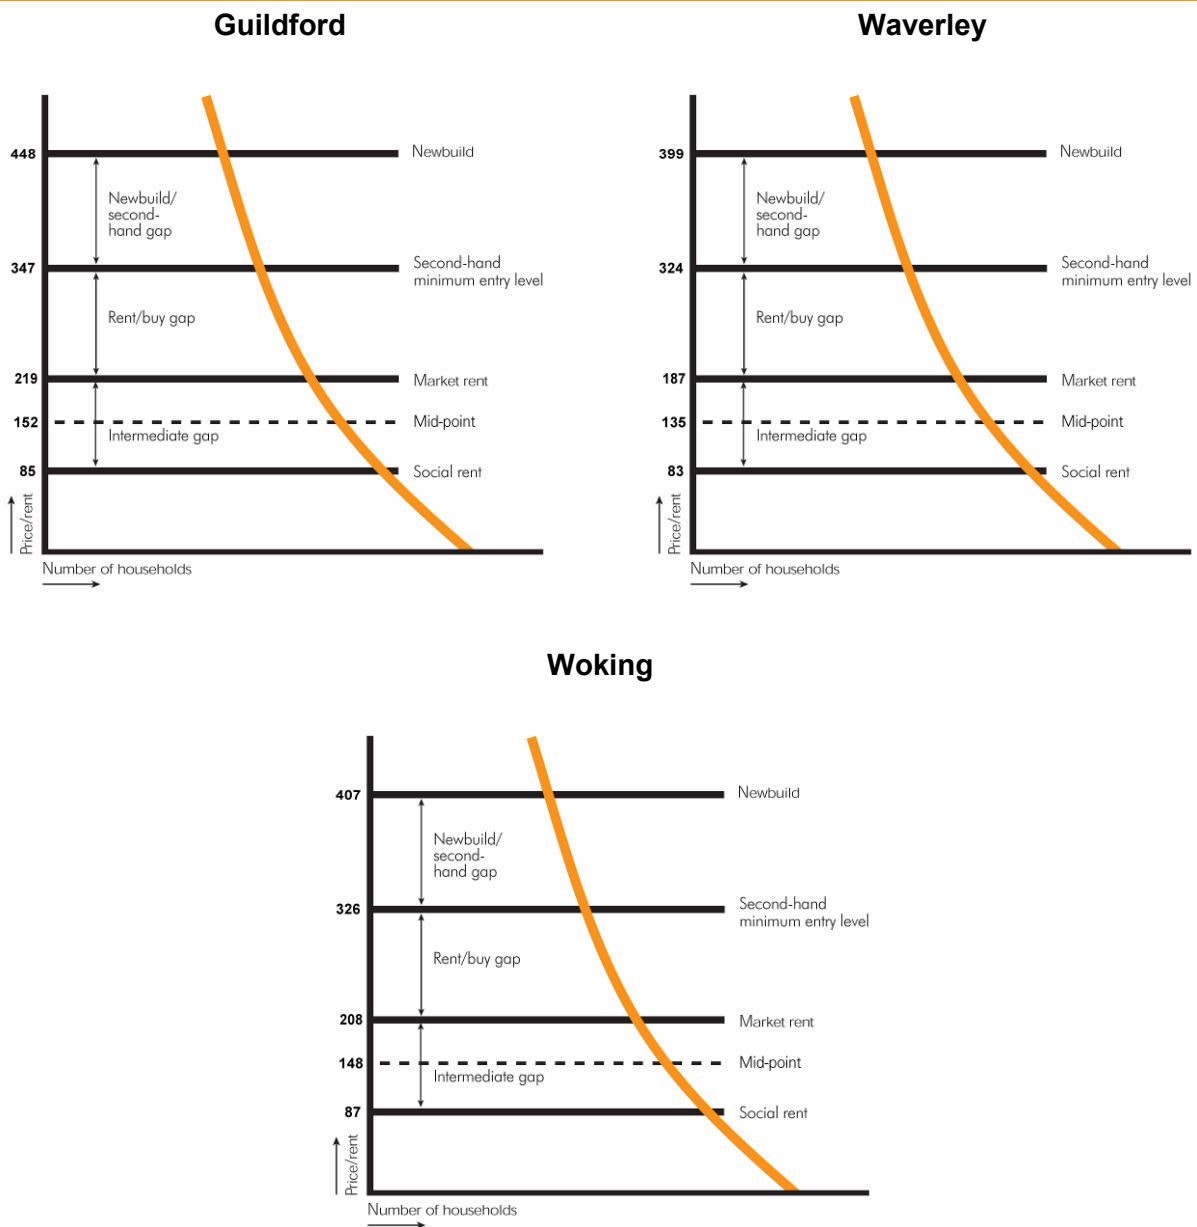 Guildford
448
Newbuild
Newbuild/
second-
hand gap
347
Second-hand
minimum entry level
Rent/buy gap
219
Market rent
152
Mid-point
Intermediate gap
85
Social rent
Price/rent
Number of households
Waverley
399
Newbuild
Newbuild/
second-
hand gap
324
Second-hand
minimum entry level
Rent/buy gap
187
Market rent
135
Mid-point
Intermediate gap
83
Social rent
Price/rent
Number of households
Woking
407
Newbuild
Newbuild/
second-
hand gap
326
Second-hand
minimum entry level
Rent/buy gap
208
Market rent
148
Mid-point
Intermediate gap
87
Social rent
Price/rent
Number of households